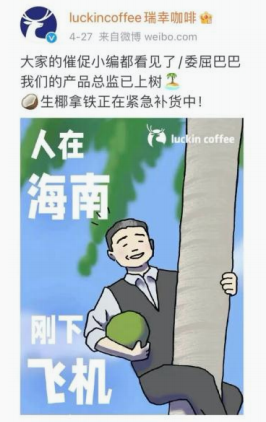 luckincoffee瑞幸咖啡
4-27 来自微博 weibo.com
大家的催促小编都看见了/委屈巴巴
我们的产品总监已上树🏝
🥥生椰拿铁正在紧急补货中！
luckin coffee
人在
海南
刚下
飞机